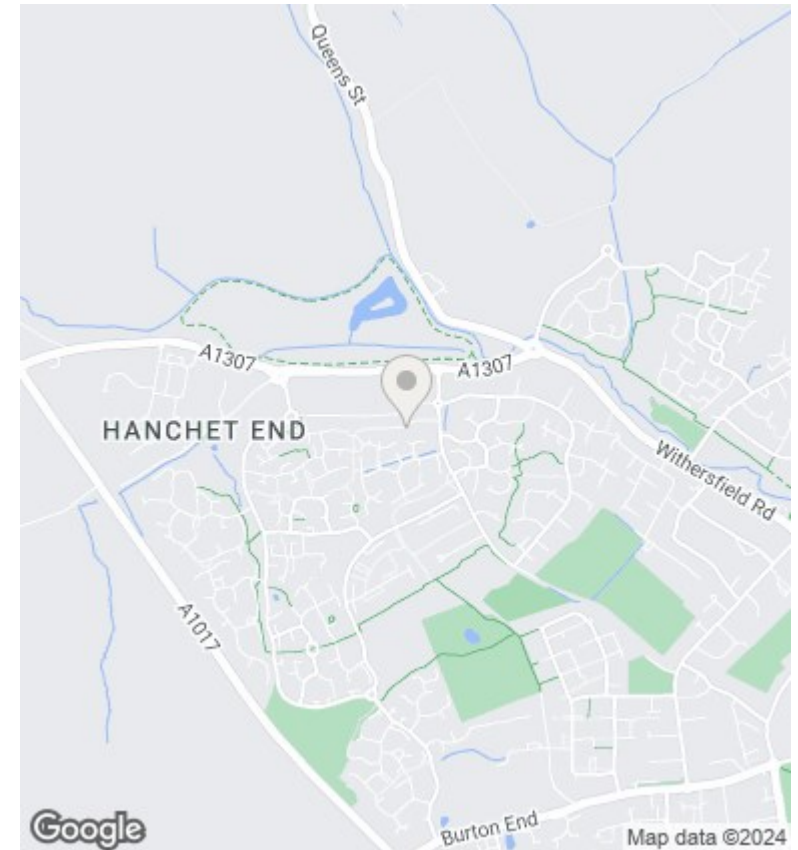 Queens St
A1307
A1307
HANCHET END
Withersfield Rd
A1017
Burton End
Google
Map data ©2024